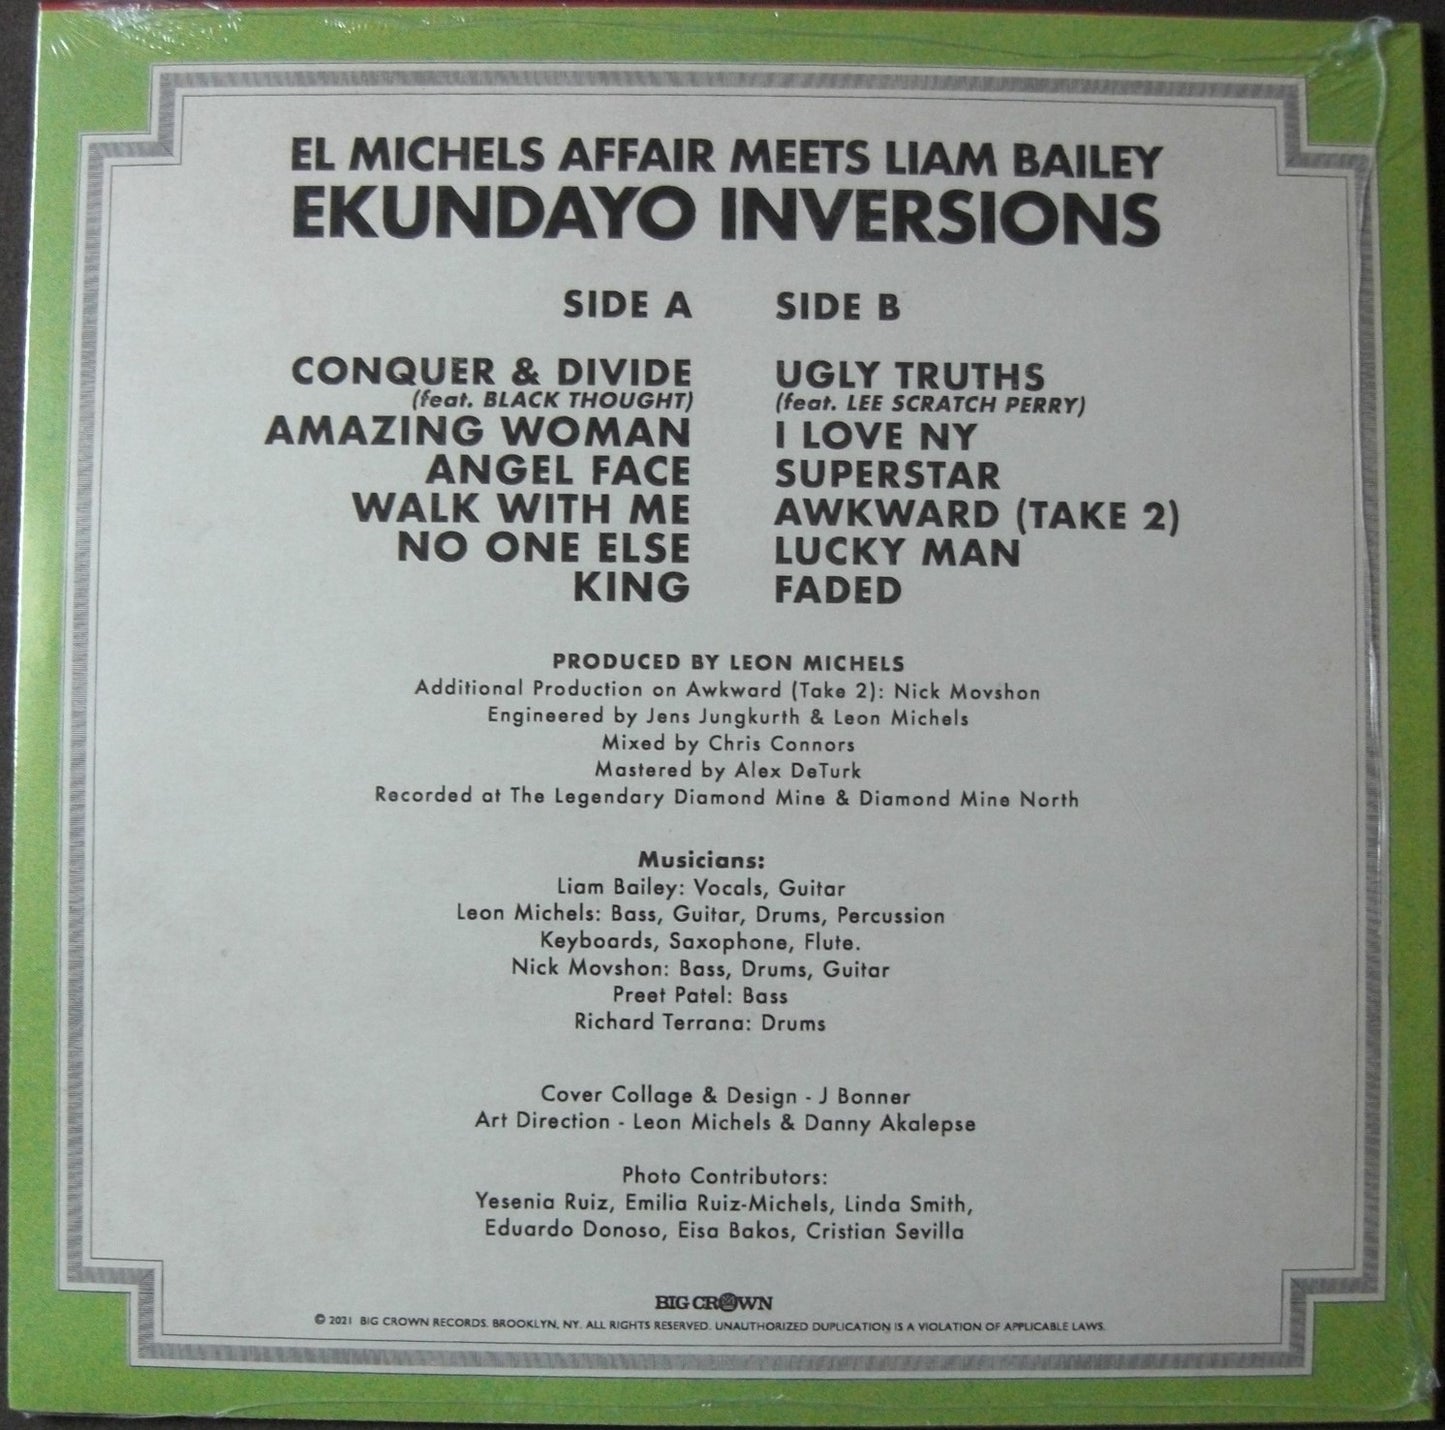 EL MICHELS AFFAIR MEETS LIAM BAILEY
EKUNDAYO INVERSIONS
SIDE A
CONQUER & DIVIDE
(feat. BLACK THOUGHT)
AMAZING WOMAN
ANGEL FACE
WALK WITH ME
NO ONE ELSE
KING
SIDE B
UGLY TRUTHS
(feat. LEE SCRATCH PERRY)
I LOVE NY
SUPERSTAR
AWKWARD (TAKE 2)
LUCKY MAN
FADED
PRODUCED BY LEON MICHELS
Additional Production on Awkward (Take 2): Nick Movshon
Engineered by Jens Jungkurth & Leon Michels
Mixed by Chris Connors
Mastered by Alex DeTurk
Recorded at The Legendary Diamond Mine & Diamond Mine North
Musicians:
Liam Bailey: Vocals, Guitar
Leon Michels: Bass, Guitar, Drums, Percussion
Keyboards, Saxophone, Flute.
Nick Movshon: Bass, Drums, Guitar
Preet Patel: Bass
Richard Terrana: Drums
Cover Collage & Design - J Bonner
Art Direction - Leon Michels & Danny Akalepse
Photo Contributors:
Yesenia Ruiz, Emilia Ruiz-Michels, Linda Smith,
Eduardo Donoso, Eisa Bakos, Cristian Sevilla
BIG CROWN
© 2021 BIG CROWN RECORDS. BROOKLYN, NY. ALL RIGHTS RESERVED. UNAUTHORIZED DUPLICATION IS A VIOLATION OF APPLICABLE LAWS.